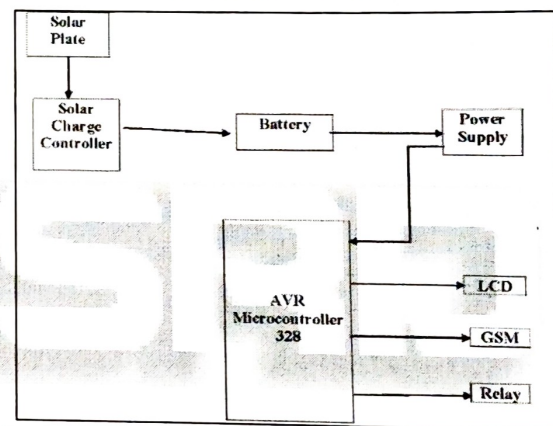 Solar
Plate
Solar
Charge
Controller
Battery
Power
Supply
AVR
Microcontroller
328
LCD
GSM
Relay